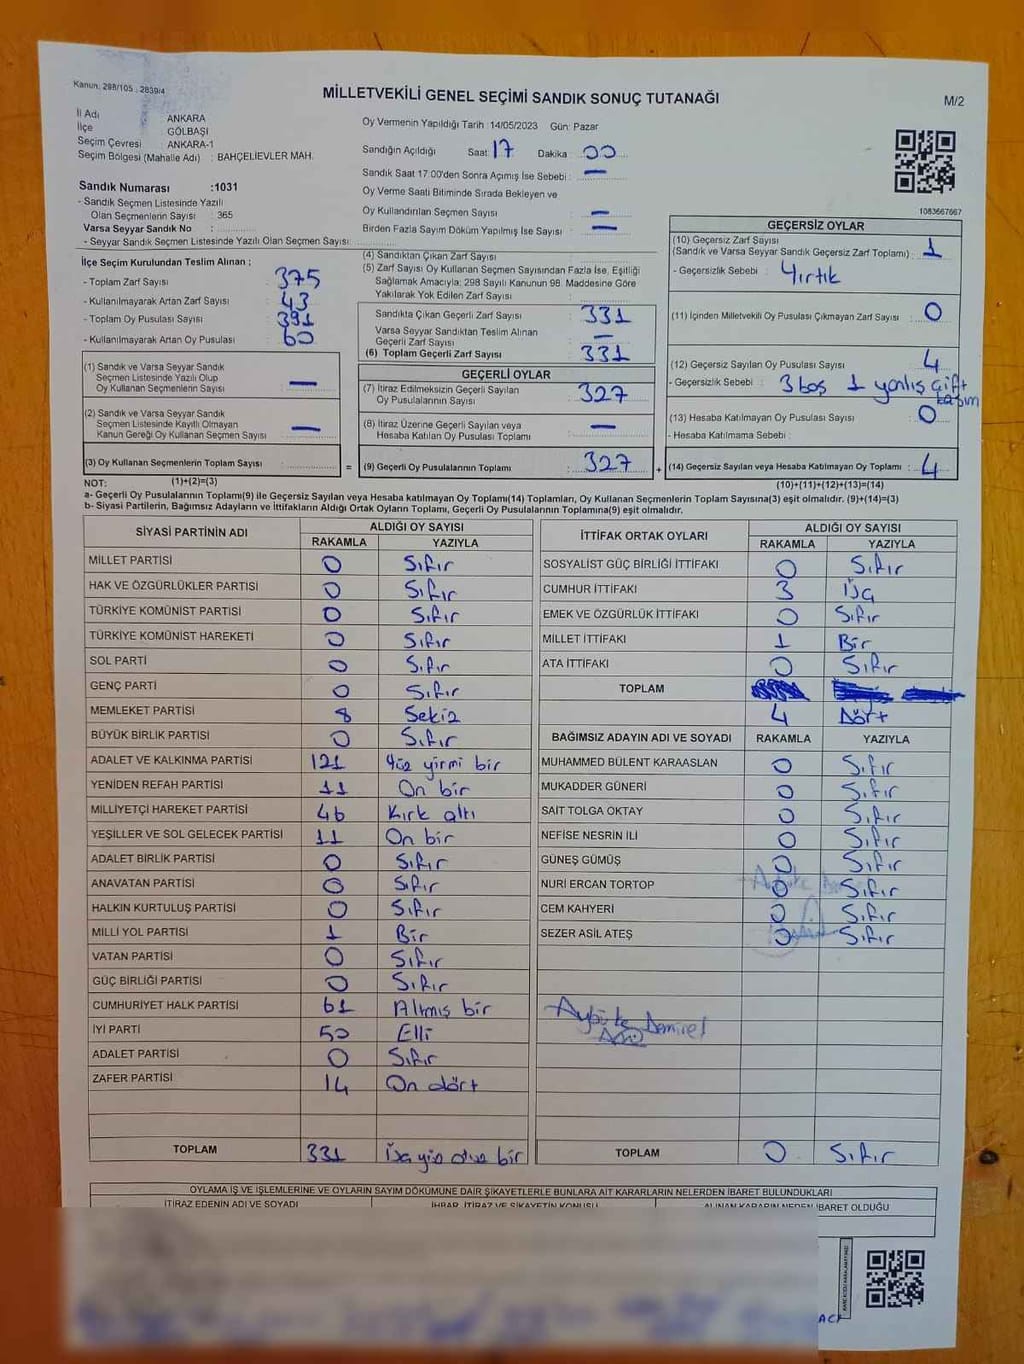 Kanun: 298/105 . 2839/4
MİLLETVEKİLİ GENEL SEÇİMİ SANDIK SONUÇ TUTANAĞI
M/2
İl Adı : ANKARA
İlçe : GÖLBAŞI
Seçim Çevresi : ANKARA-1
Seçim Bölgesi (Mahalle Adı) : BAHÇELİEVLER MAH.
Oy Vermenin Yapıldığı Tarih :14/05/2023 Gün: Pazar
Sandığın Açıldığı Saat: 17 Dakika : 00
Sandık Saat 17:00'den Sonra Açılmış İse Sebebi : —
Oy Verme Saati Bitiminde Sırada Bekleyen ve
Oy Kullandırılan Seçmen Sayısı : —
Birden Fazla Sayım Döküm Yapılmış İse Sayısı : —
1083667667
Sandık Numarası :1031
- Sandık Seçmen Listesinde Yazılı
Olan Seçmenlerin Sayısı : 365
Varsa Seyyar Sandık No :
- Seyyar Sandık Seçmen Listesinde Yazılı Olan Seçmen Sayısı:
İlçe Seçim Kurulundan Teslim Alınan :
- Toplam Zarf Sayısı : 375
- Kullanılmayarak Artan Zarf Sayısı : 43
- Toplam Oy Pusulası Sayısı : 391
- Kullanılmayarak Artan Oy Pusulası : 60
(1) Sandık ve Varsa Seyyar Sandık
Seçmen Listesinde Yazılı Olup
Oy Kullanan Seçmenlerin Sayısı : —
(2) Sandık ve Varsa Seyyar Sandık
Seçmen Listesinde Kayıtlı Olmayan
Kanun Gereği Oy Kullanan Seçmen Sayısı : —
(3) Oy Kullanan Seçmenlerin Toplam Sayısı : =
(1)+(2)=(3)
(4) Sandıktan Çıkan Zarf Sayısı :
(5) Zarf Sayısı Oy Kullanan Seçmen Sayısından Fazla İse, Eşitliği
Sağlamak Amacıyla; 298 Sayılı Kanunun 98. Maddesine Göre
Yakılarak Yok Edilen Zarf Sayısı :
Sandıkta Çıkan Geçerli Zarf Sayısı : 331
Varsa Seyyar Sandıktan Teslim Alınan
Geçerli Zarf Sayısı : —
(6) Toplam Geçerli Zarf Sayısı : 331
GEÇERLİ OYLAR
(7) İtiraz Edilmeksizin Geçerli Sayılan
Oy Pusulalarının Sayısı : 327
(8) İtiraz Üzerine Geçerli Sayılan veya
Hesaba Katılan Oy Pusulası Toplamı : —
(9) Geçerli Oy Pusulalarının Toplamı : 327 +
GEÇERSİZ OYLAR
(10) Geçersiz Zarf Sayısı
(Sandık ve Varsa Seyyar Sandık Geçersiz Zarf Toplamı) : 1
- Geçersizlik Sebebi : Yırtık
(11) İçinden Milletvekili Oy Pusulası Çıkmayan Zarf Sayısı : 0
(12) Geçersiz Sayılan Oy Pusulası Sayısı : 4
- Geçersizlik Sebebi : 3 boş 1 yanlış çift
basım
(13) Hesaba Katılmayan Oy Pusulası Sayısı : 0
- Hesaba Katılmama Sebebi :
(14) Geçersiz Sayılan veya Hesaba Katılmayan Oy Toplamı : 4
(10)+(11)+(12)+(13)=(14)
NOT:
a- Geçerli Oy Pusulalarının Toplamı(9) ile Geçersiz Sayılan veya Hesaba katılmayan Oy Toplamı(14) Toplamları, Oy Kullanan Seçmenlerin Toplam Sayısına(3) eşit olmalıdır. (9)+(14)=(3)
b- Siyasi Partilerin, Bağımsız Adayların ve İttifakların Aldığı Ortak Oyların Toplamı, Geçerli Oy Pusulalarının Toplamına(9) eşit olmalıdır.
SİYASİ PARTİNİN ADI ALDIĞI OY SAYISI
RAKAMLA YAZIYLA
MİLLET PARTİSİ 0 Sıfır
HAK VE ÖZGÜRLÜKLER PARTİSİ 0 Sıfır
TÜRKİYE KOMÜNİST PARTİSİ 0 Sıfır
TÜRKİYE KOMÜNİST HAREKETİ 0 Sıfır
SOL PARTİ 0 Sıfır
GENÇ PARTİ 0 Sıfır
MEMLEKET PARTİSİ 8 Sekiz
BÜYÜK BİRLİK PARTİSİ 0 Sıfır
ADALET VE KALKINMA PARTİSİ 121 Yüz yirmi bir
YENİDEN REFAH PARTİSİ 11 On bir
MİLLİYETÇİ HAREKET PARTİSİ 46 Kırk altı
YEŞİLLER VE SOL GELECEK PARTİSİ 11 On bir
ADALET BİRLİK PARTİSİ 0 Sıfır
ANAVATAN PARTİSİ 0 Sıfır
HALKIN KURTULUŞ PARTİSİ 0 Sıfır
MİLLİ YOL PARTİSİ 1 Bir
VATAN PARTİSİ 0 Sıfır
GÜÇ BİRLİĞİ PARTİSİ 0 Sıfır
CUMHURİYET HALK PARTİSİ 61 Altmış bir
İYİ PARTİ 50 Elli
ADALET PARTİSİ 0 Sıfır
ZAFER PARTİSİ 14 On dört
TOPLAM 331 üç yüz otuz bir
İTTİFAK ORTAK OYLARI ALDIĞI OY SAYISI
RAKAMLA YAZIYLA
SOSYALİST GÜÇ BİRLİĞİ İTTİFAKI 0 Sıfır
CUMHUR İTTİFAKI 3 Üç
EMEK VE ÖZGÜRLÜK İTTİFAKI 0 Sıfır
MİLLET İTTİFAKI 1 Bir
ATA İTTİFAKI 0 Sıfır
TOPLAM
4 Dört
BAĞIMSIZ ADAYIN ADI VE SOYADI RAKAMLA YAZIYLA
MUHAMMED BÜLENT KARAASLAN 0 Sıfır
MUKADDER GÜNERİ 0 Sıfır
SAİT TOLGA OKTAY 0 Sıfır
NEFİSE NESRİN İLİ 0 Sıfır
GÜNEŞ GÜMÜŞ 0 Sıfır
NURİ ERCAN TORTOP 0 Sıfır
CEM KAHYERİ 0 Sıfır
SEZER ASİL ATEŞ 0 Sıfır
Aybüke Demirel
TOPLAM 0 Sıfır
OYLAMA İŞ VE İŞLEMLERİNE VE OYLARIN SAYIM DÖKÜMÜNE DAİR ŞİKAYETLERLE BUNLARA AİT KARARLARIN NELERDEN İBARET BULUNDUKLARI
İTİRAZ EDENİN ADI VE SOYADI İHBAR, İTİRAZ VE ŞİKAYETİN KONUSU ALINAN KARARIN NEDEN İBARET OLDUĞU